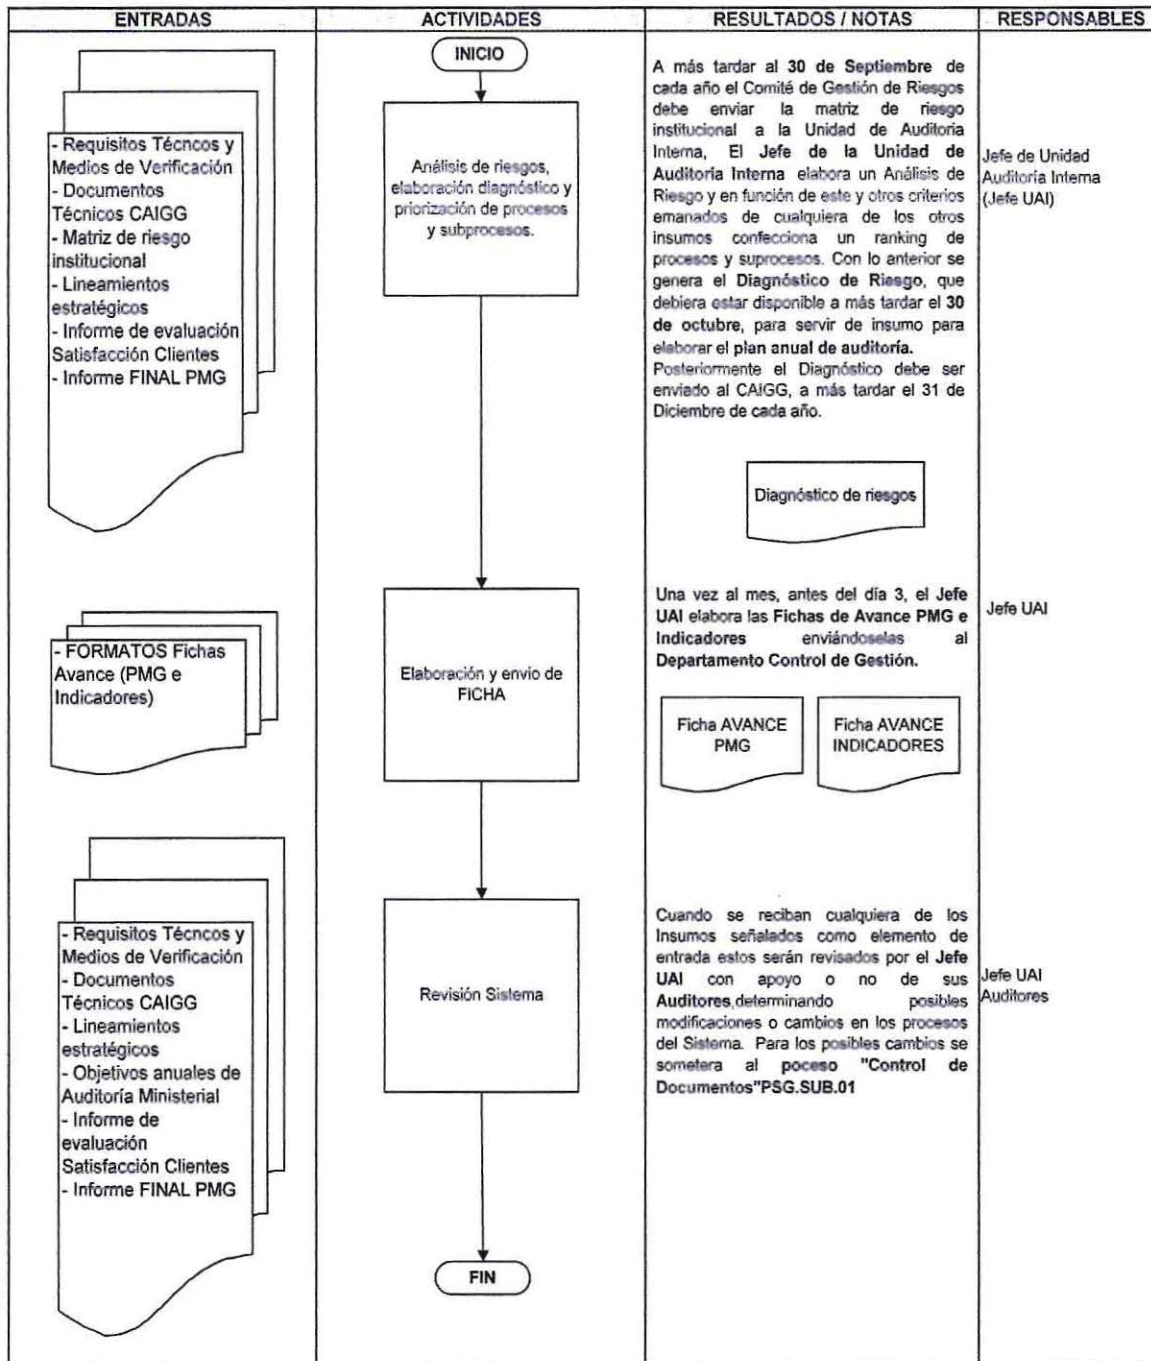 ENTRADAS
ACTIVIDADES
RESULTADOS / NOTAS
RESPONSABLES
INICIO
- Requisitos Téncnos y
Medios de Verificación
- Documentos
Técnicos CAIGG
- Matriz de riesgo
institucional
- Lineamientos
estratégicos
- Informe de evaluación
Satisfacción Clientes
- Informe FINAL PMG
Análisis de riesgos,
elaboración diagnóstico y
priorización de procesos
y subprocesos.
A más tardar al 30 de Septiembre de
cada año el Comité de Gestión de Riesgos
debe enviar la matriz de riesgo
institucional a la Unidad de Auditoria
Interna, El Jefe de la Unidad de
Auditoría Interna elabora un Análisis de
Riesgo y en función de este y otros criterios
emanados de cualquiera de los otros
insumos confecciona un ranking de
procesos y suprocesos. Con lo anterior se
genera el Diagnóstico de Riesgo, que
debiera estar disponible a más tardar el 30
de octubre, para servir de insumo para
elaborar el plan anual de auditoría.
Posteriormente el Diagnóstico debe ser
enviado al CAIGG, a más tardar el 31 de
Diciembre de cada año.
Diagnóstico de riesgos
Jefe de Unidad
Auditoría Interna
(Jefe UAI)
- FORMATOS Fichas
Avance (PMG e
Indicadores)
Elaboración y envio de
FICHA
Una vez al mes, antes del día 3, el Jefe
UAI elabora las Fichas de Avance PMG e
Indicadores enviándoselas al
Departamento Control de Gestión.
Ficha AVANCE
PMG
Ficha AVANCE
INDICADORES
Jefe UAI
- Requisitos Técncos y
Medios de Verificación
- Documentos
Técnicos CAIGG
- Lineamientos
estratégicos
- Objetivos anuales de
Auditoría Ministerial
- Informe de
evaluación
Satisfacción Clientes
- Informe FINAL PMG
Revisión Sistema
Cuando se reciban cualquiera de los
Insumos señalados como elemento de
entrada estos serán revisados por el Jefe
UAI con apoyo o no de sus
Auditores,determinando posibles
modificaciones o cambios en los procesos
del Sistema. Para los posibles cambios se
sometera al poceso "Control de
Documentos"PSG.SUB.01
Jefe UAI
Auditores
FIN